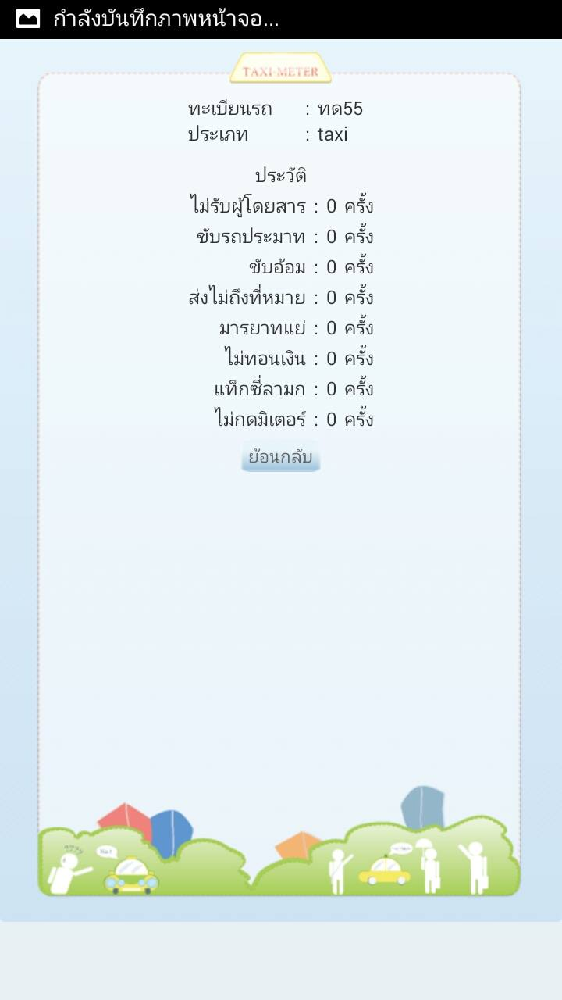 กำลังบันทึกภาพหน้าจอ...
TAXI-METER
ทะเบียนรถ : ทด55
ประเภท : taxi
ประวัติ
ไม่รับผู้โดยสาร : 0 ครั้ง
ขับรถประมาท : 0 ครั้ง
ขับอ้อม : 0 ครั้ง
ส่งไม่ถึงที่หมาย : 0 ครั้ง
มารยาทแย่ : 0 ครั้ง
ไม่ทอนเงิน : 0 ครั้ง
แท็กซี่ลามก : 0 ครั้ง
ไม่กดมิเตอร์ : 0 ครั้ง
ย้อนกลับ